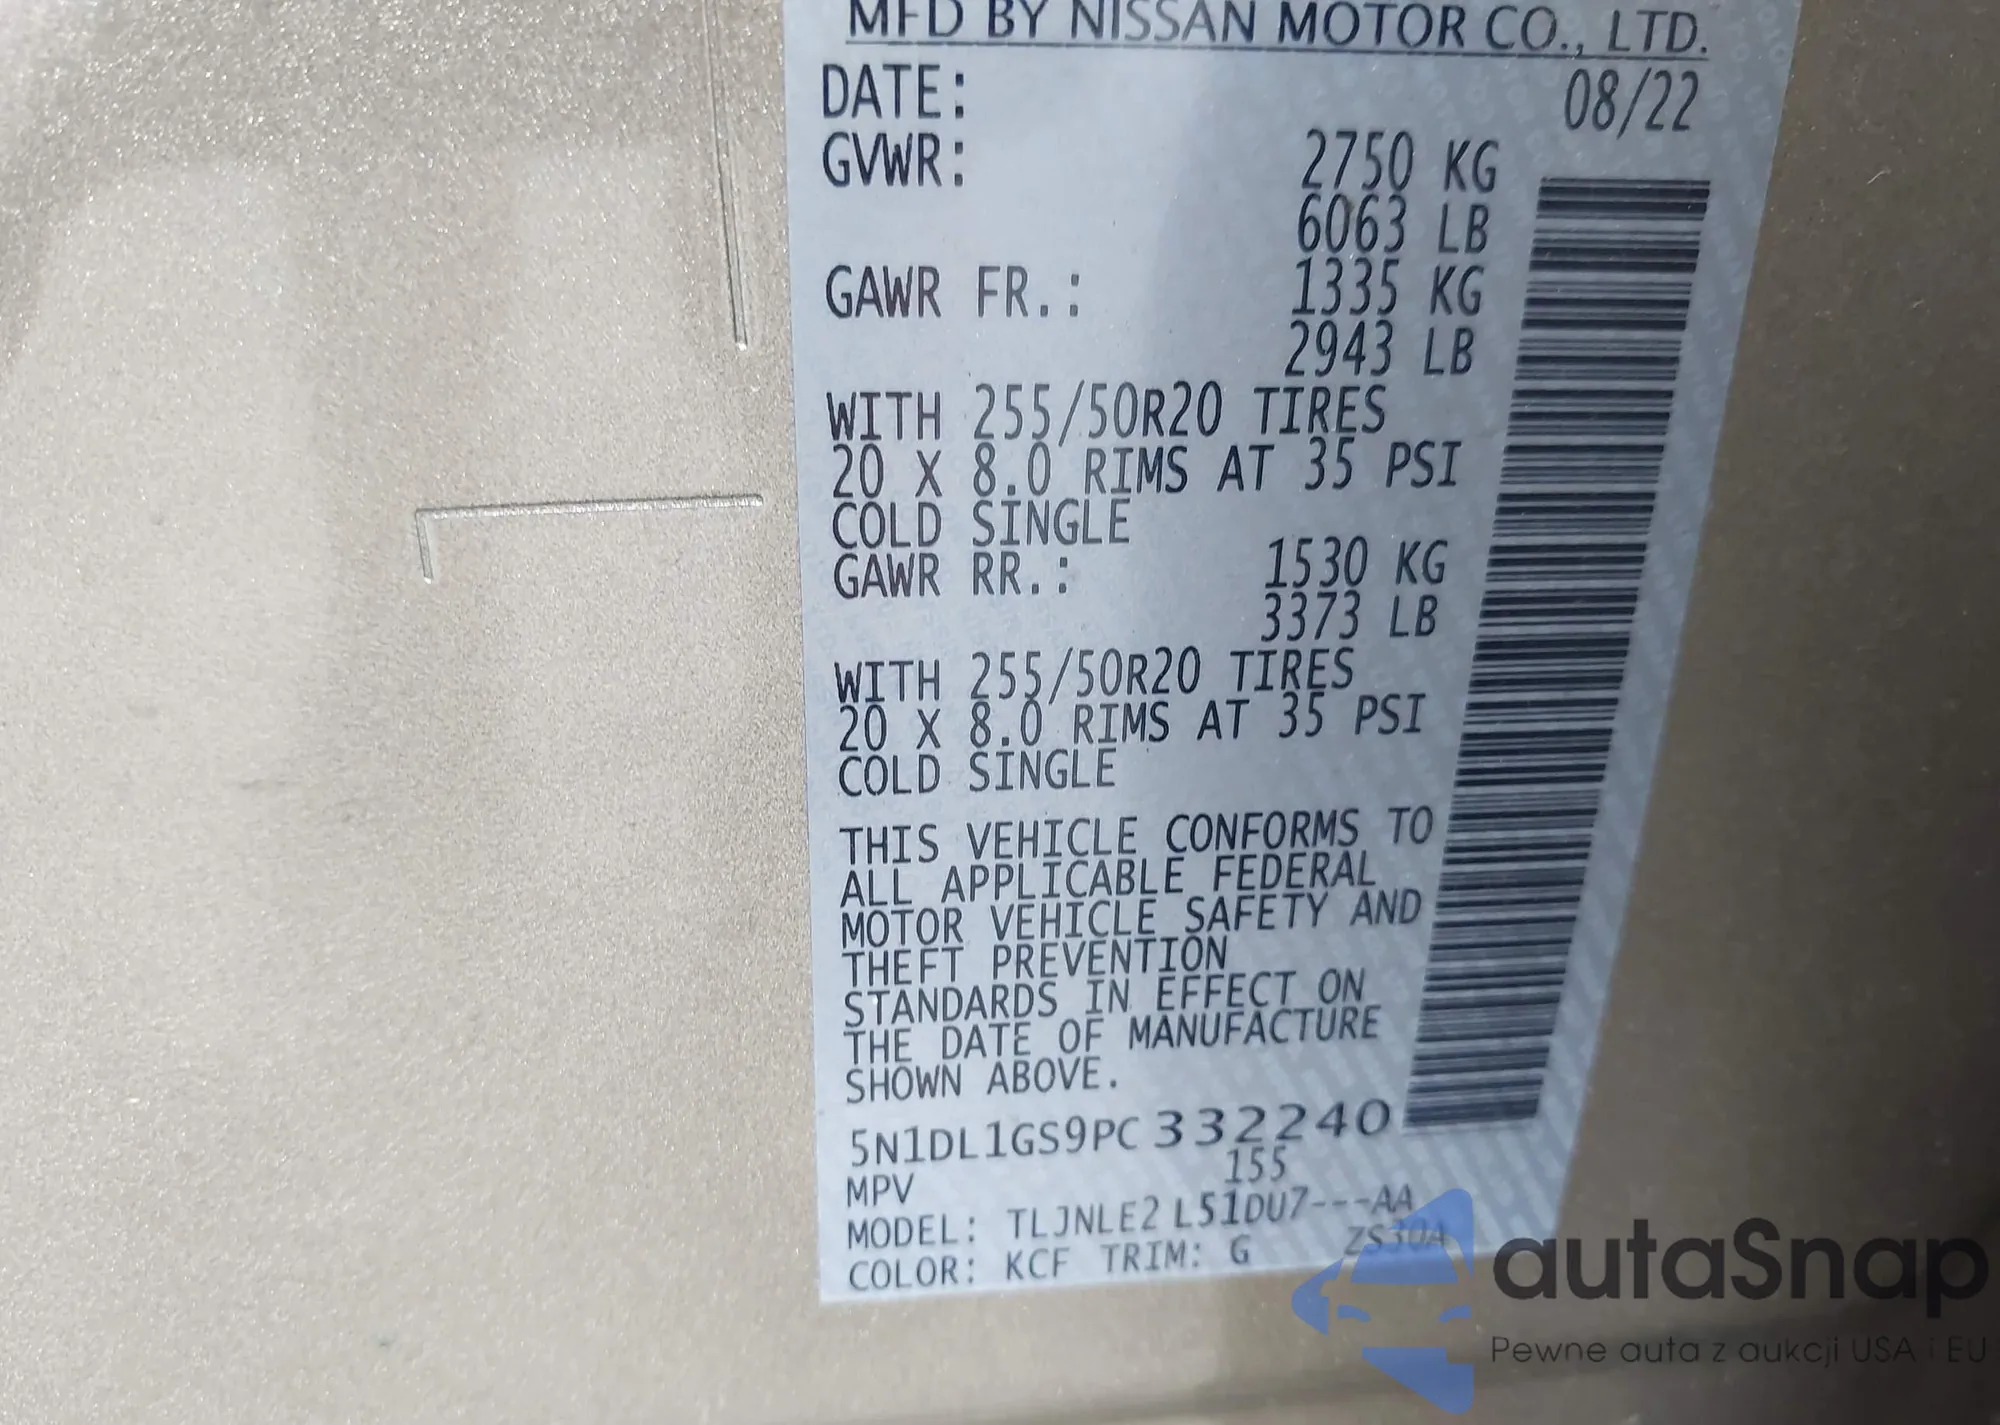 MFD BY NISSAN MOTOR CO., LTD.
DATE: 08/22
GVWR: 2750 KG
6063 LB
GAWR FR.: 1335 KG
2943 LB
WITH 255/50R20 TIRES
20 X 8.0 RIMS AT 35 PSI
COLD SINGLE
GAWR RR.: 1530 KG
3373 LB
WITH 255/50R20 TIRES
20 X 8.0 RIMS AT 35 PSI
COLD SINGLE
THIS VEHICLE CONFORMS TO
ALL APPLICABLE FEDERAL
MOTOR VEHICLE SAFETY AND
THEFT PREVENTION
STANDARDS IN EFFECT ON
THE DATE OF MANUFACTURE
SHOWN ABOVE.
5N1DL1GS9PC332240
MPV 155
MODEL: TLJNLE2 L51DU7---AA
COLOR: KCF TRIM: G ZS30A
autaSnap
Pewne auta z aukcji USA i EU